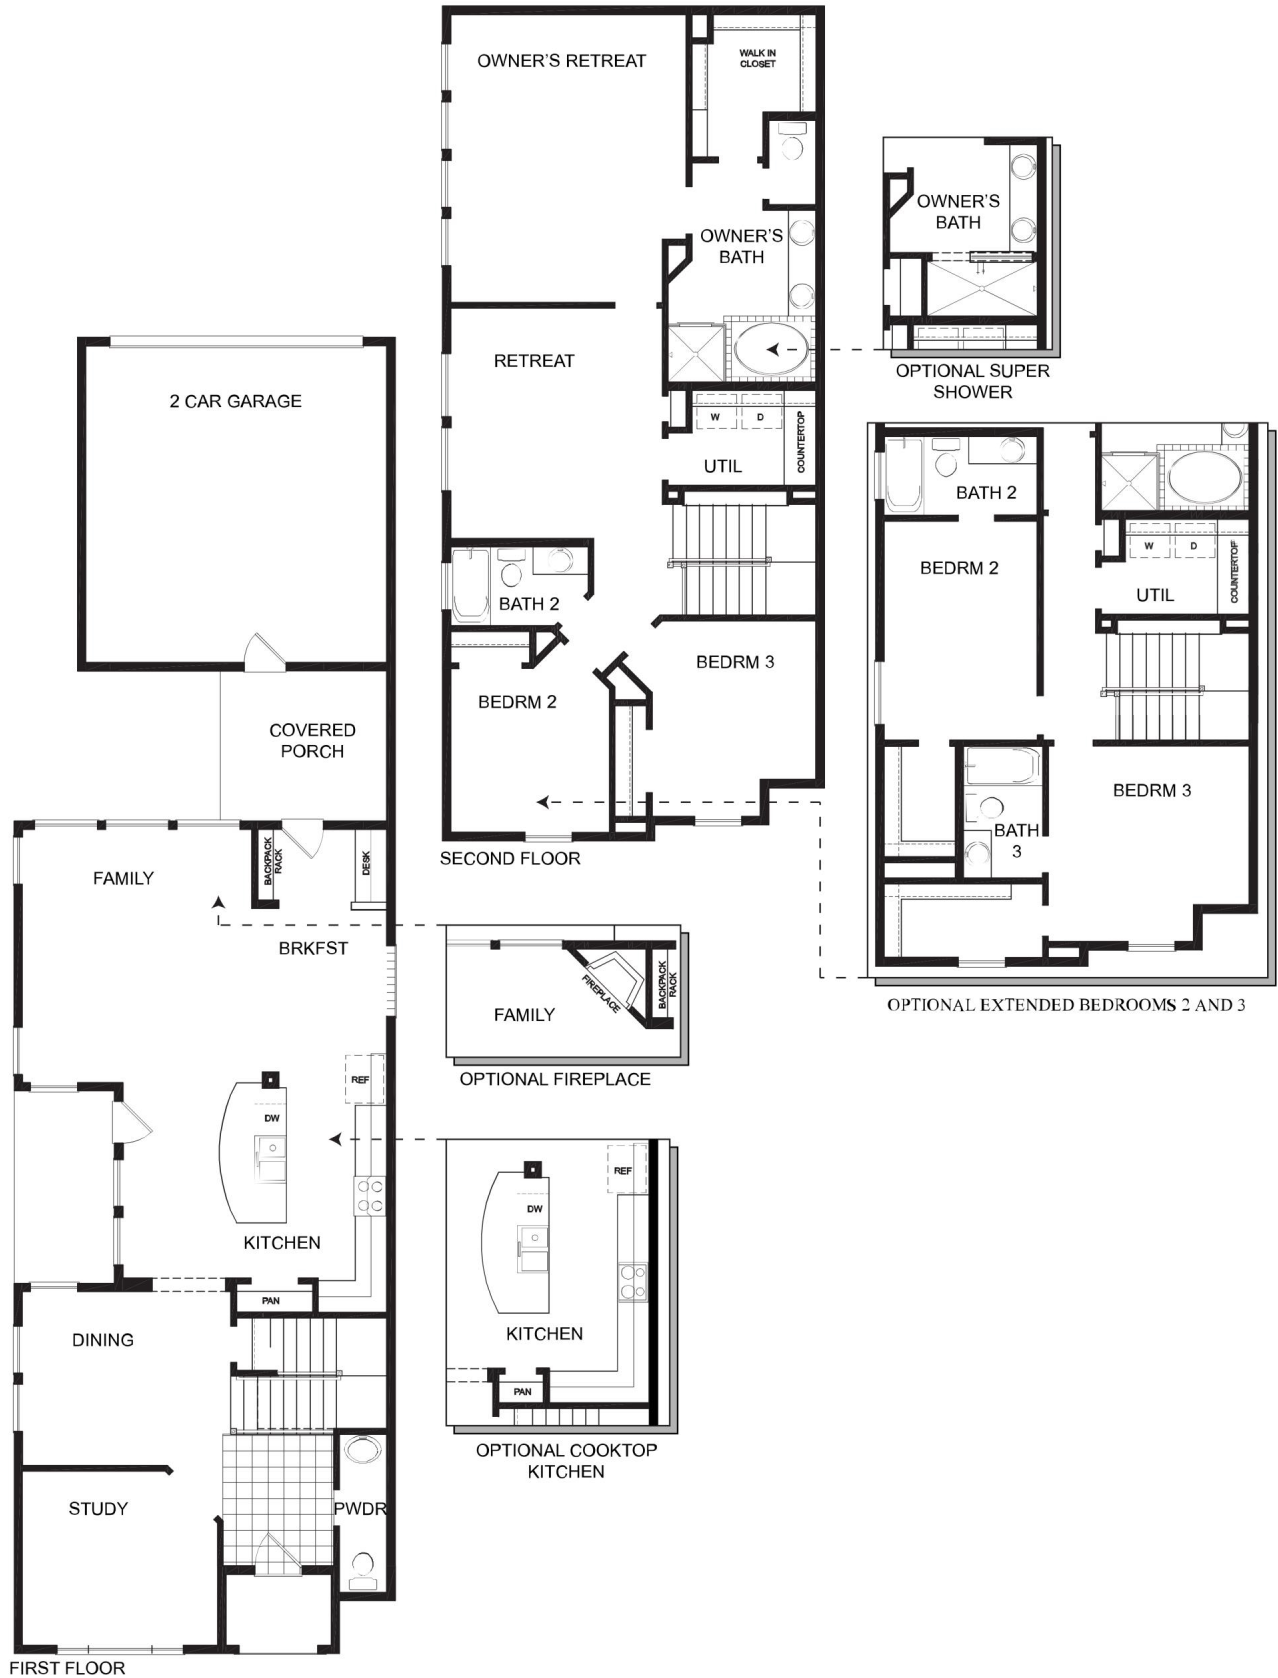 OWNER'S RETREAT
WALK IN
CLOSET
OWNER'S
BATH
RETREAT
W
D
COUNTERTOP
UTIL
BATH 2
BEDRM 2
BEDRM 3
SECOND FLOOR
OWNER'S
BATH
OPTIONAL SUPER
SHOWER
BATH 2
BEDRM 2
W
D
COUNTERTOP
UTIL
BATH
3
BEDRM 3
OPTIONAL EXTENDED BEDROOMS 2 AND 3
2 CAR GARAGE
COVERED
PORCH
FAMILY
BACKPACK
RACK
DESK
BRKFST
REF
DW
KITCHEN
PAN
DINING
STUDY
PWDR
FIRST FLOOR
FAMILY
FIREPLACE
BACKPACK
RACK
OPTIONAL FIREPLACE
REF
DW
KITCHEN
PAN
OPTIONAL COOKTOP
KITCHEN